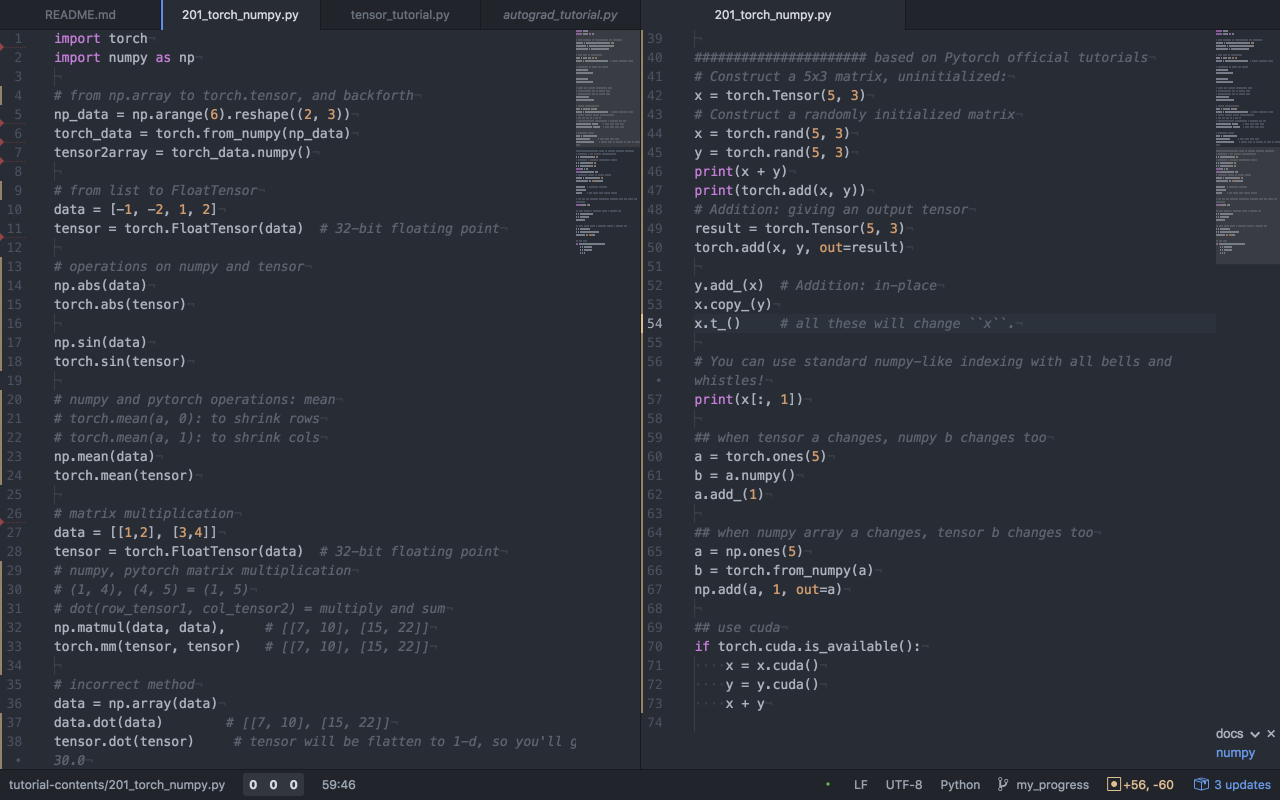 README.md
201_torch_numpy.py
tensor_tutorial.py
autograd_tutorial.py
201_torch_numpy.py
1 import torch¬
2 import numpy as np¬
3 ¬
4 # from np.array to torch.tensor, and backforth¬
5 np_data = np.arange(6).reshape((2, 3))¬
6 torch_data = torch.from_numpy(np_data)¬
7 tensor2array = torch_data.numpy()¬
8 ¬
9 # from list to FloatTensor¬
10 data = [-1, -2, 1, 2]¬
11 tensor = torch.FloatTensor(data)  # 32-bit floating point¬
12 ¬
13 # operations on numpy and tensor¬
14 np.abs(data)¬
15 torch.abs(tensor)¬
16 ¬
17 np.sin(data)¬
18 torch.sin(tensor)¬
19 ¬
20 # numpy and pytorch operations: mean¬
21 # torch.mean(a, 0): to shrink rows¬
22 # torch.mean(a, 1): to shrink cols¬
23 np.mean(data)¬
24 torch.mean(tensor)¬
25 ¬
26 # matrix multiplication¬
27 data = [[1,2], [3,4]]¬
28 tensor = torch.FloatTensor(data)  # 32-bit floating point¬
29 # numpy, pytorch matrix multiplication¬
30 # (1, 4), (4, 5) = (1, 5)¬
31 # dot(row_tensor1, col_tensor2) = multiply and sum¬
32 np.matmul(data, data),     # [[7, 10], [15, 22]]¬
33 torch.mm(tensor, tensor)   # [[7, 10], [15, 22]]¬
34 ¬
35 # incorrect method¬
36 data = np.array(data)¬
37 data.dot(data)        # [[7, 10], [15, 22]]¬
38 tensor.dot(tensor)     # tensor will be flatten to 1-d, so you'll g
• 30.0¬
39 ¬
40 ###################### based on Pytorch official tutorials¬
41 # Construct a 5x3 matrix, uninitialized:¬
42 x = torch.Tensor(5, 3)¬
43 # Construct a randomly initialized matrix¬
44 x = torch.rand(5, 3)¬
45 y = torch.rand(5, 3)¬
46 print(x + y)¬
47 print(torch.add(x, y))¬
48 # Addition: giving an output tensor¬
49 result = torch.Tensor(5, 3)¬
50 torch.add(x, y, out=result)¬
51 ¬
52 y.add_(x)  # Addition: in-place¬
53 x.copy_(y)¬
54 x.t_()     # all these will change ``x``.¬
55 ¬
56 # You can use standard numpy-like indexing with all bells and
• whistles!¬
57 print(x[:, 1])¬
58 ¬
59 ## when tensor a changes, numpy b changes too¬
60 a = torch.ones(5)¬
61 b = a.numpy()¬
62 a.add_(1)¬
63 ¬
64 ## when numpy array a changes, tensor b changes too¬
65 a = np.ones(5)¬
66 b = torch.from_numpy(a)¬
67 np.add(a, 1, out=a)¬
68 ¬
69 ## use cuda¬
70 if torch.cuda.is_available():¬
71 ····x = x.cuda()¬
72 ····y = y.cuda()¬
73 ····x + y¬
74
docs
numpy
tutorial-contents/201_torch_numpy.py
0 0 0
59:46
LF
UTF-8
Python
my_progress
+56, -60
3 updates